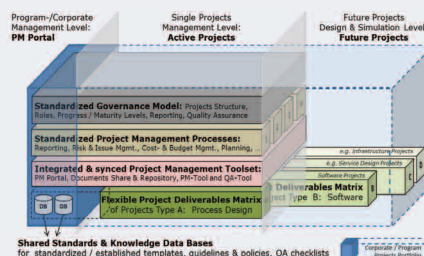 Program-/Corporate
Management Level:
PM Portal
Single Projects
Management Level:
Active Projects
Future Projects
Design & Simulation Level
Future Projects
Standardized Governance Model: Projects Structure,
Roles, Progress / Maturity Levels, Reporting, Quality Assurance
Standardized Project Management Processes:
Reporting, Risk & Issue Mgmt., Cost- & Budget Mgmt., Planning,
Integrated & synced Project Management Toolset:
PM Portal, Documents Share & Repository, PM-Tool and QA-Tool
Flexible Project Deliverables Matrix
of Projects Type A: Process Design
e.g. Infrastructure Projects
e.g. Service Design Projects
Software Projects
Deliverables Matrix
Project Type B: Software
B
C
D
DB
DB
Shared Standards & Knowledge Data Bases
for standardized / established templates, guidelines & policies, QA checklists
Corporate / Program
Projects Portfolio